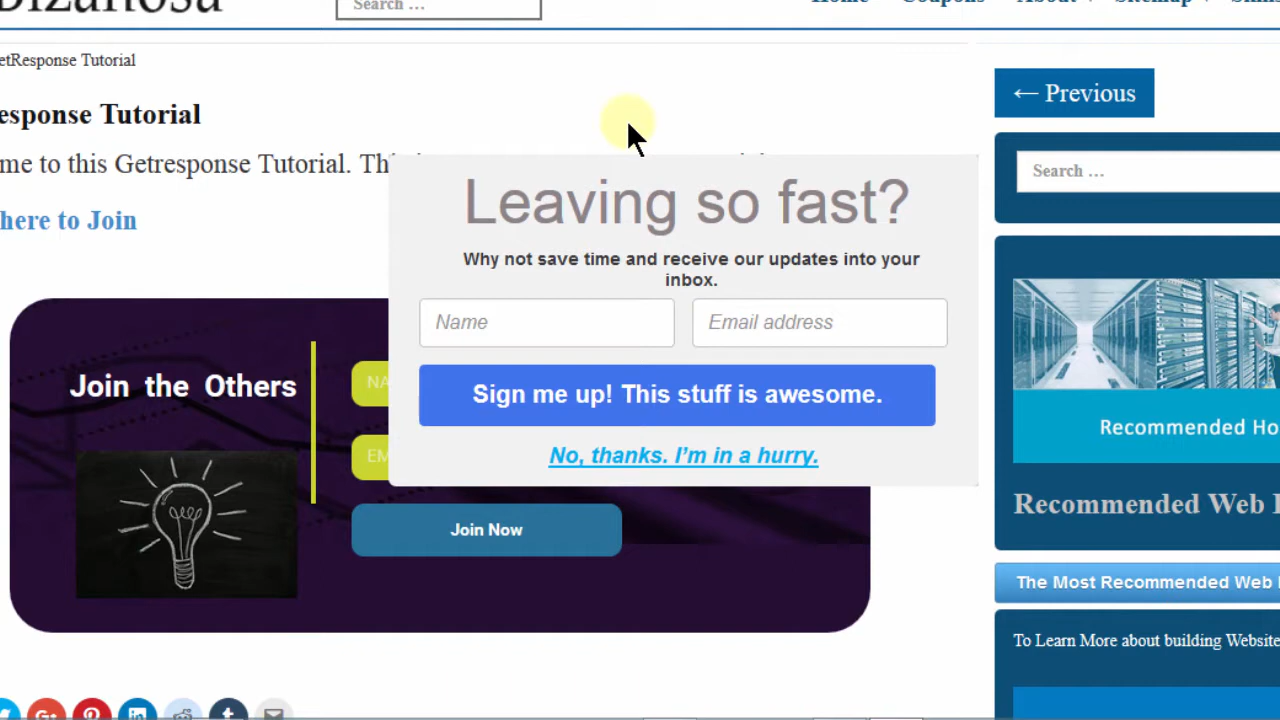 Search ...
Home Coupons About Sitemap
etResponse Tutorial
esponse Tutorial
me to this Getresponse Tutorial.
here to Join
← Previous
Search ...
Leaving so fast?
Why not save time and receive our updates into your
inbox.
Name
Email address
Sign me up! This stuff is awesome.
No, thanks. I'm in a hurry.
Join the Others
NA
EM
Join Now
Recommended Ho
Recommended Web
The Most Recommended Web
To Learn More about building Website